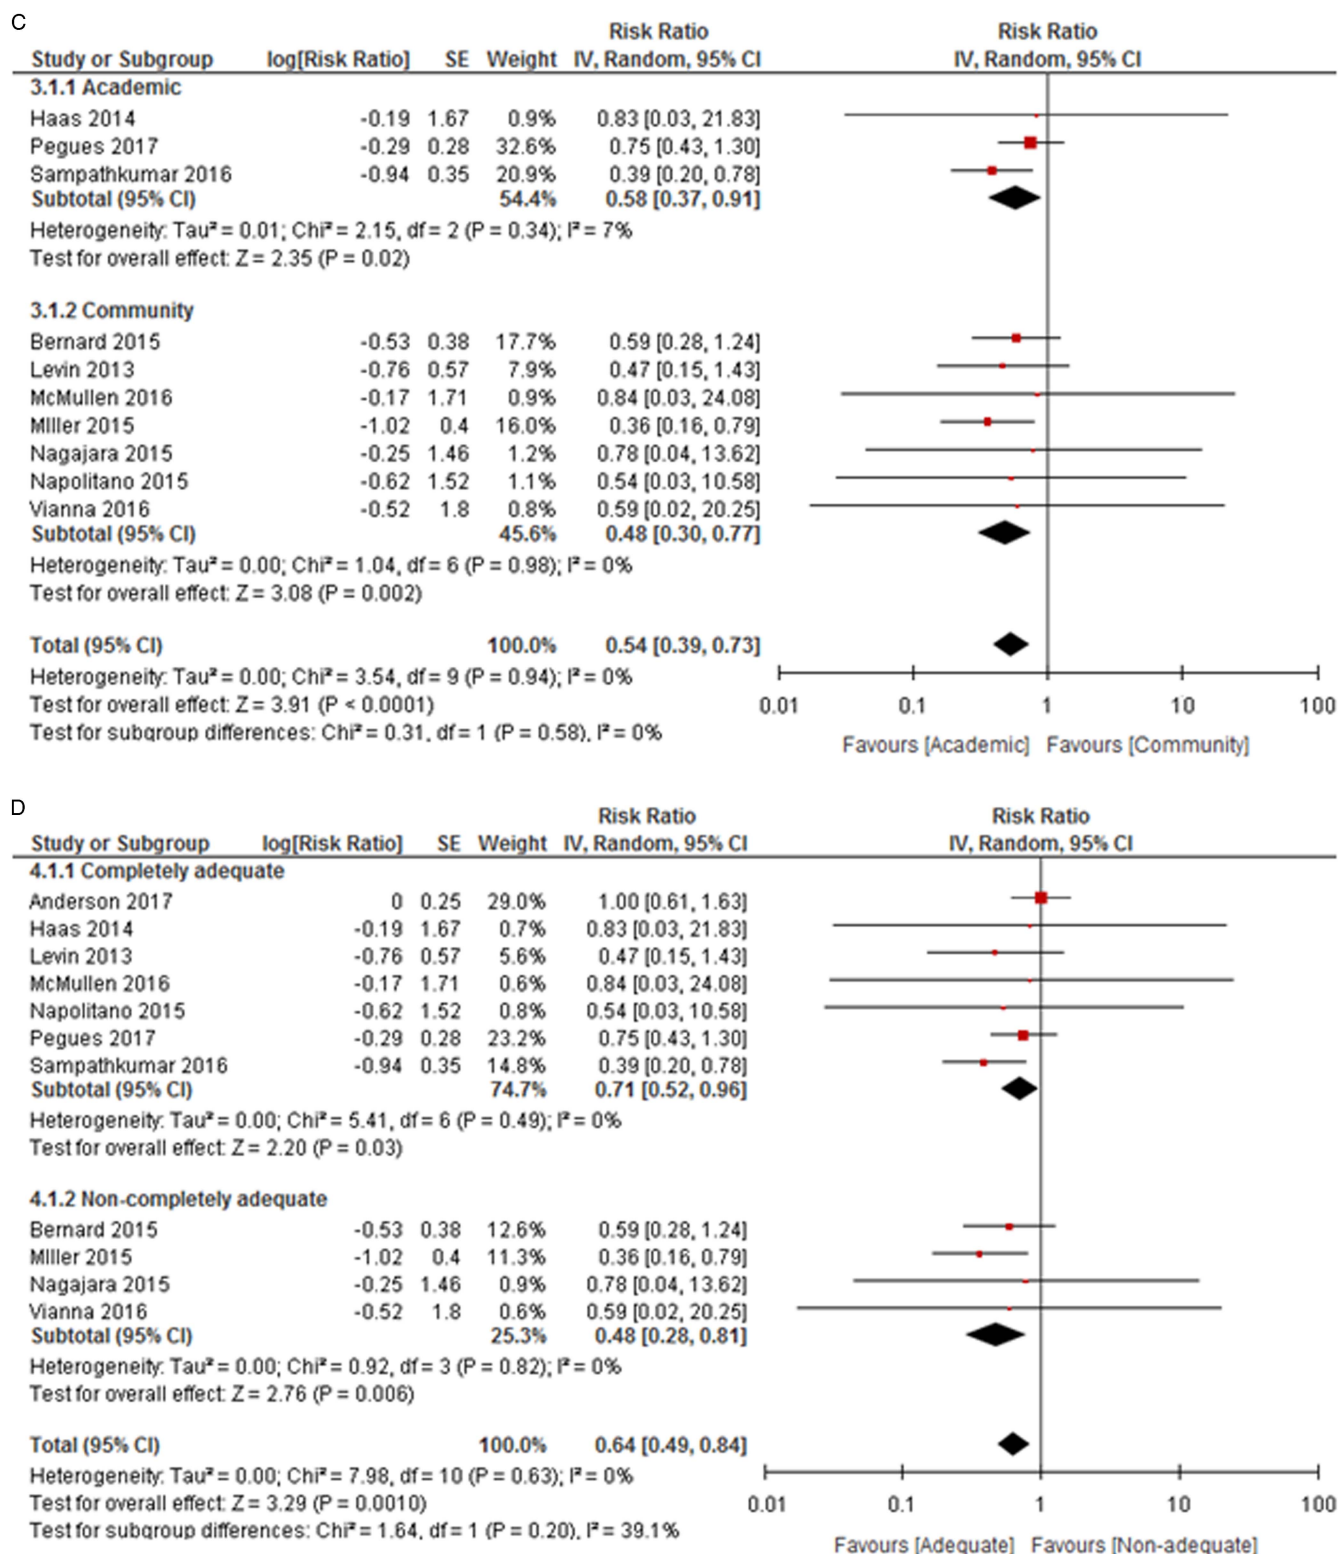 C
Risk Ratio Risk Ratio
Study or Subgroup log[Risk Ratio] SE Weight IV, Random, 95% CI IV, Random, 95% CI
3.1.1 Academic
Haas 2014 -0.19 1.67 0.9% 0.83 [0.03, 21.83]
Pegues 2017 -0.29 0.28 32.6% 0.75 [0.43, 1.30]
Sampathkumar 2016 -0.94 0.35 20.9% 0.39 [0.20, 0.78]
Subtotal (95% CI) 54.4% 0.58 [0.37, 0.91]
Heterogeneity: Tau² = 0.01; Chi² = 2.15, df = 2 (P = 0.34); I² = 7%
Test for overall effect: Z = 2.35 (P = 0.02)
3.1.2 Community
Bernard 2015 -0.53 0.38 17.7% 0.59 [0.28, 1.24]
Levin 2013 -0.76 0.57 7.9% 0.47 [0.15, 1.43]
McMullen 2016 -0.17 1.71 0.9% 0.84 [0.03, 24.08]
MIller 2015 -1.02 0.4 16.0% 0.36 [0.16, 0.79]
Nagajara 2015 -0.25 1.46 1.2% 0.78 [0.04, 13.62]
Napolitano 2015 -0.62 1.52 1.1% 0.54 [0.03, 10.58]
Vianna 2016 -0.52 1.8 0.8% 0.59 [0.02, 20.25]
Subtotal (95% CI) 45.6% 0.48 [0.30, 0.77]
Heterogeneity: Tau² = 0.00; Chi² = 1.04, df = 6 (P = 0.98); I² = 0%
Test for overall effect: Z = 3.08 (P = 0.002)
Total (95% CI) 100.0% 0.54 [0.39, 0.73]
Heterogeneity: Tau² = 0.00; Chi² = 3.54, df = 9 (P = 0.94); I² = 0%
Test for overall effect: Z = 3.91 (P < 0.0001)
Test for subgroup differences: Chi² = 0.31, df = 1 (P = 0.58), I² = 0%
0.01 0.1 1 10 100
Favours [Academic] Favours [Community]
D
Risk Ratio Risk Ratio
Study or Subgroup log[Risk Ratio] SE Weight IV, Random, 95% CI IV, Random, 95% CI
4.1.1 Completely adequate
Anderson 2017 0 0.25 29.0% 1.00 [0.61, 1.63]
Haas 2014 -0.19 1.67 0.7% 0.83 [0.03, 21.83]
Levin 2013 -0.76 0.57 5.6% 0.47 [0.15, 1.43]
McMullen 2016 -0.17 1.71 0.6% 0.84 [0.03, 24.08]
Napolitano 2015 -0.62 1.52 0.8% 0.54 [0.03, 10.58]
Pegues 2017 -0.29 0.28 23.2% 0.75 [0.43, 1.30]
Sampathkumar 2016 -0.94 0.35 14.8% 0.39 [0.20, 0.78]
Subtotal (95% CI) 74.7% 0.71 [0.52, 0.96]
Heterogeneity: Tau² = 0.00; Chi² = 5.41, df = 6 (P = 0.49); I² = 0%
Test for overall effect: Z = 2.20 (P = 0.03)
4.1.2 Non-completely adequate
Bernard 2015 -0.53 0.38 12.6% 0.59 [0.28, 1.24]
MIller 2015 -1.02 0.4 11.3% 0.36 [0.16, 0.79]
Nagajara 2015 -0.25 1.46 0.9% 0.78 [0.04, 13.62]
Vianna 2016 -0.52 1.8 0.6% 0.59 [0.02, 20.25]
Subtotal (95% CI) 25.3% 0.48 [0.28, 0.81]
Heterogeneity: Tau² = 0.00; Chi² = 0.92, df = 3 (P = 0.82); I² = 0%
Test for overall effect: Z = 2.76 (P = 0.006)
Total (95% CI) 100.0% 0.64 [0.49, 0.84]
Heterogeneity: Tau² = 0.00; Chi² = 7.98, df = 10 (P = 0.63); I² = 0%
Test for overall effect: Z = 3.29 (P = 0.0010)
Test for subgroup differences: Chi² = 1.64, df = 1 (P = 0.20), I² = 39.1%
0.01 0.1 1 10 100
Favours [Adequate] Favours [Non-adequate]